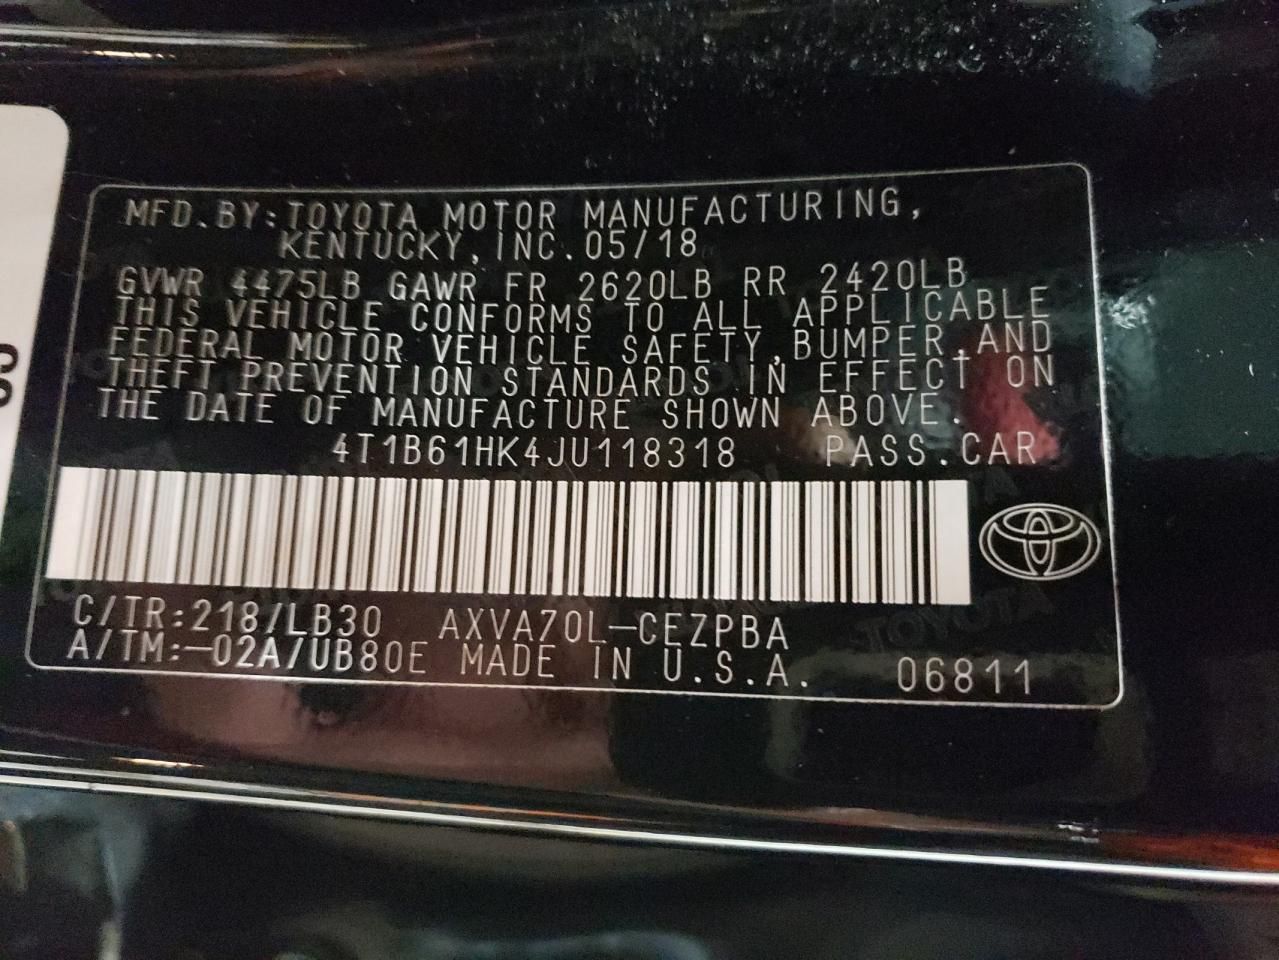 MFD.BY:TOYOTA MOTOR MANUFACTURING,
KENTUCKY,INC.05/18
GVWR 4475LB GAWR FR 2620LB RR 2420LB
THIS VEHICLE CONFORMS TO ALL APPLICABLE
FEDERAL MOTOR VEHICLE SAFETY,BUMPER,AND
THEFT PREVENTION STANDARDS IN EFFECT ON
THE DATE OF MANUFACTURE SHOWN ABOVE.
4T1B61HK4JU118318 PASS.CAR
C/TR:218/LB30 AXVA70L-CEZPBA
A/TM:-02A/UB80E MADE IN U.S.A. 06811